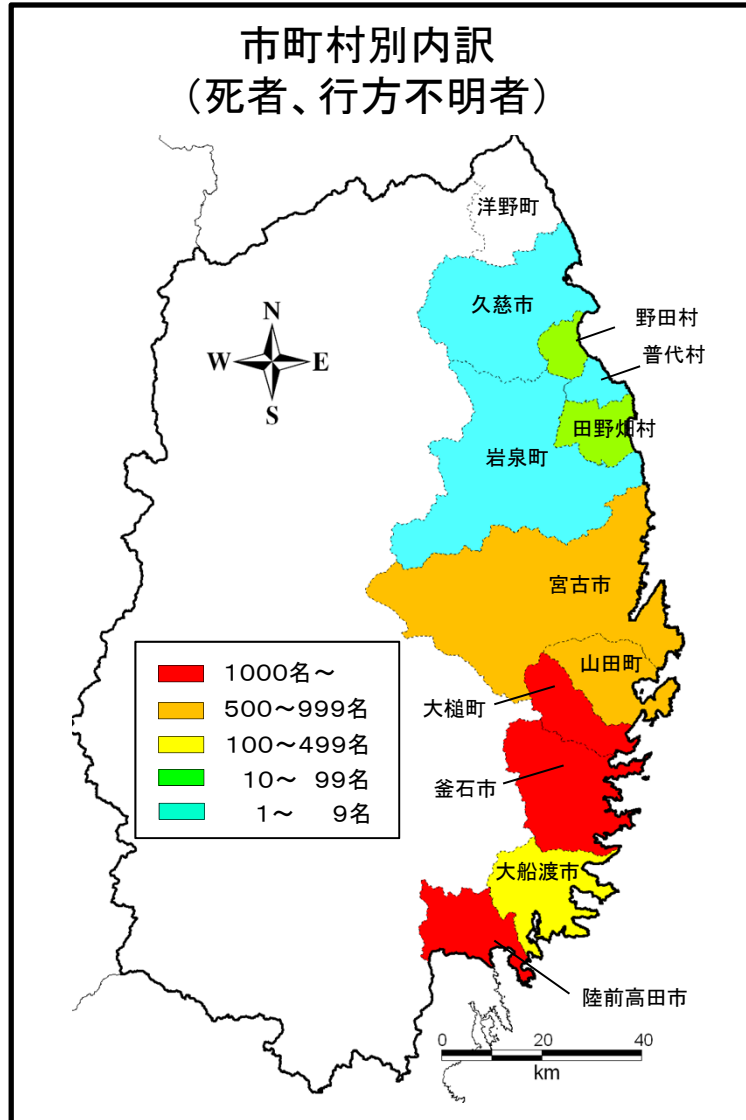 市町村別内訳
（死者、行方不明者）
洋野町
久慈市
野田村
普代村
N
W E
S
田野畑村
岩泉町
宮古市
山田町
1000名～
500～999名
100～499名
10～ 99名
1～ 9名
大槌町
釜石市
大船渡市
陸前高田市
0 20 40
km